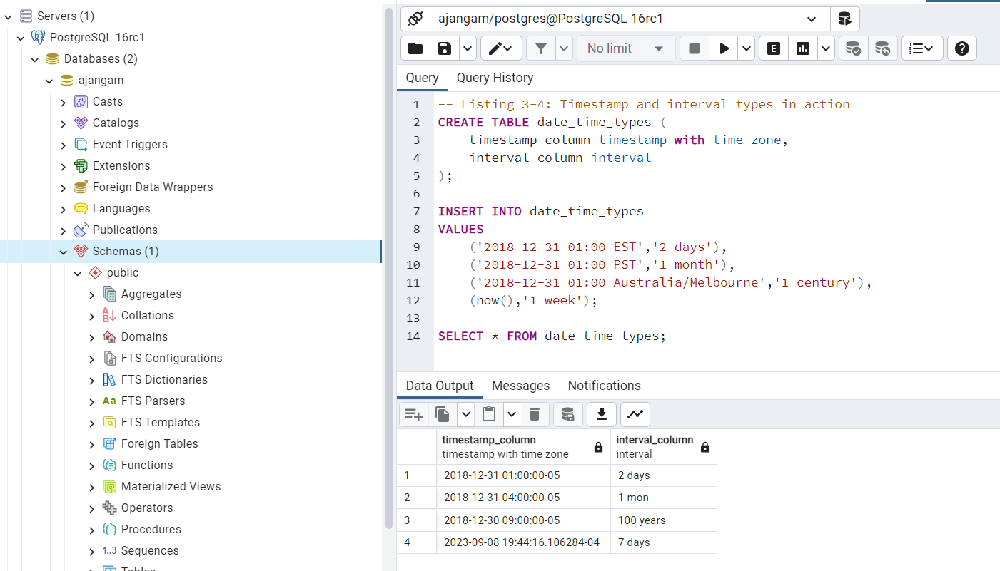 Servers (1)
PostgreSQL 16rc1
Databases (2)
ajangam
Casts
Catalogs
Event Triggers
Extensions
Foreign Data Wrappers
Languages
Publications
Schemas (1)
public
Aggregates
Collations
Domains
FTS Configurations
FTS Dictionaries
Aa FTS Parsers
FTS Templates
Foreign Tables
Functions
Materialized Views
Operators
Procedures
1..3 Sequences
Tables
ajangam/postgres@PostgreSQL 16rc1
No limit
E
Query Query History
1 -- Listing 3-4: Timestamp and interval types in action
2 CREATE TABLE date_time_types (
3     timestamp_column timestamp with time zone,
4     interval_column interval
5 );
6
7 INSERT INTO date_time_types
8 VALUES
9     ('2018-12-31 01:00 EST','2 days'),
10     ('2018-12-31 01:00 PST','1 month'),
11     ('2018-12-31 01:00 Australia/Melbourne','1 century'),
12     (now(),'1 week');
13
14 SELECT * FROM date_time_types;
Data Output Messages Notifications
timestamp_column interval_column
timestamp with time zone interval
1 2018-12-31 01:00:00-05 2 days
2 2018-12-31 04:00:00-05 1 mon
3 2018-12-30 09:00:00-05 100 years
4 2023-09-08 19:44:16.106284-04 7 days